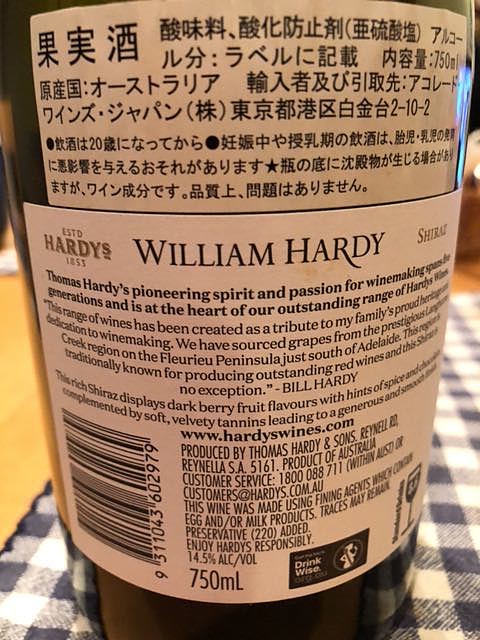 果実酒 酸味料、酸化防止剤(亜硫酸塩) アルコー
ル分:ラベルに記載 内容量:750ml
原産国:オーストラリア 輸入者及び引取先:アコレード・
ワインズ・ジャパン(株)東京都港区白金台2-10-2
●飲酒は20歳になってから●妊娠中や授乳期の飲酒は、胎児・乳児の発育
に悪影響を与えるおそれがあります★瓶の底に沈殿物が生じる場合があり
ますが、ワイン成分です。品質上、問題はありません。
ESTD
HARDYS
1853
WILLIAM HARDY
SHIRAZ
Thomas Hardy's pioneering spirit and passion for winemaking spans five
generations and is at the heart of our outstanding range of Hardys Wines.
"This range of wines has been created as a tribute to my family's proud heritage and
dedication to winemaking. We have sourced grapes from the prestigious Langhorne
Creek region on the Fleurieu Peninsula just south of Adelaide. This region is
traditionally known for producing outstanding red wines and this Shiraz is
no exception." - BILL HARDY
This rich Shiraz displays dark berry fruit flavours with hints of spice and chocolate
complemented by soft, velvety tannins leading to a generous and smooth finish.
www.hardyswines.com
PRODUCED BY THOMAS HARDY & SONS, REYNELL RD,
REYNELLA S.A. 5161. PRODUCT OF AUSTRALIA
CUSTOMER SERVICE: 1800 088 711 (WITHIN AUST) OR
CUSTOMERS@HARDYS.COM.AU
THIS WINE WAS MADE USING FINING AGENTS WHICH CONTAIN
EGG AND/OR MILK PRODUCTS. TRACES MAY REMAIN.
PRESERVATIVE (220) ADDED.
ENJOY HARDYS RESPONSIBLY.
14.5% ALC/VOL
9 311043 602979
750mL
Drink
Wise.